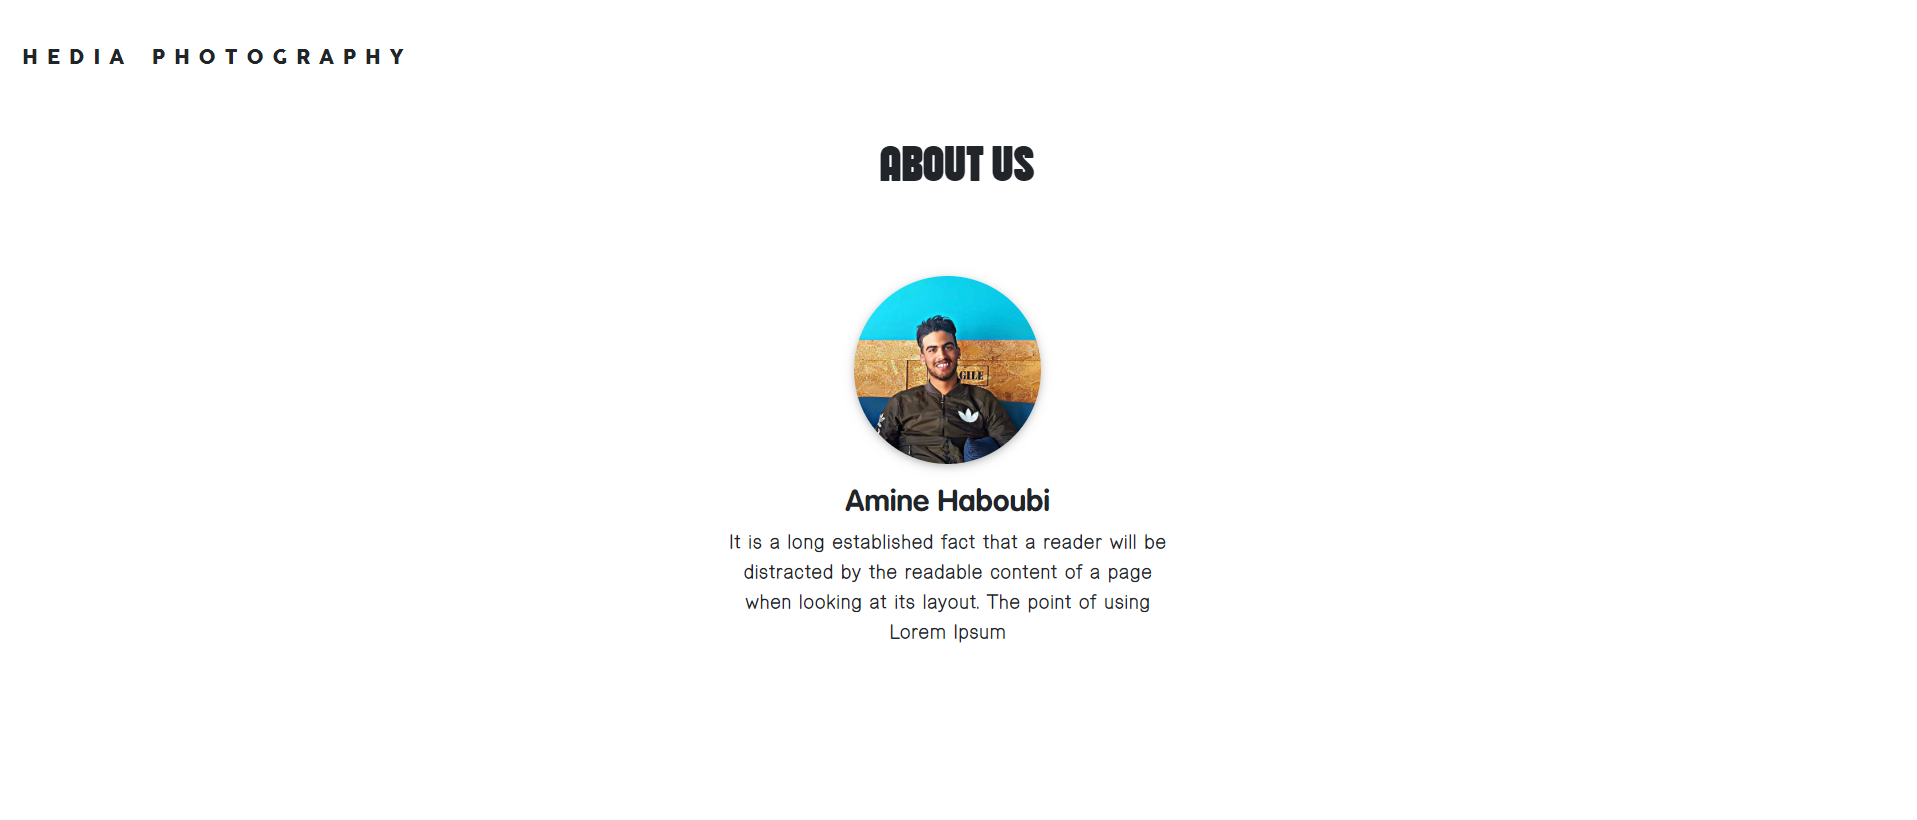 HEDIA PHOTOGRAPHY
ABOUT US
GILE
Amine Haboubi
It is a long established fact that a reader will be
distracted by the readable content of a page
when looking at its layout. The point of using
Lorem Ipsum